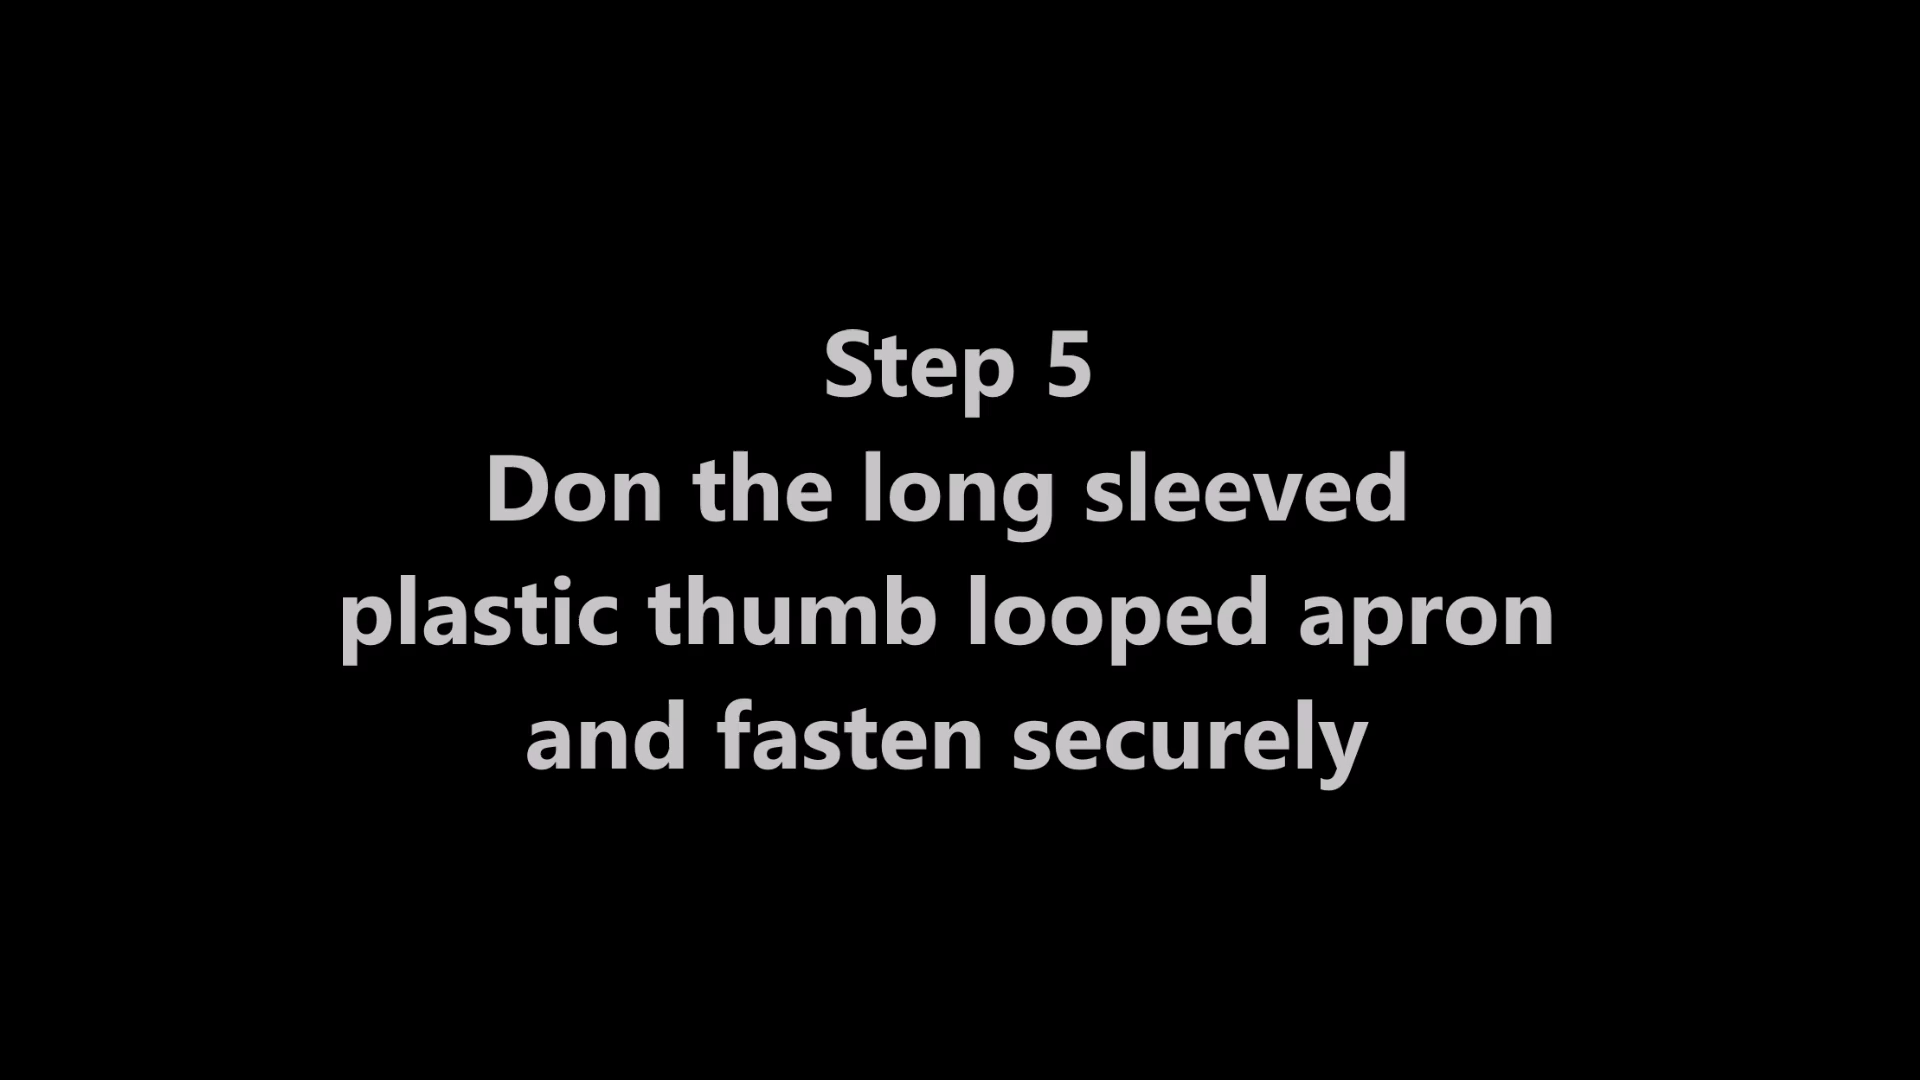 Step 5
Don the long sleeved
plastic thumb looped apron
and fasten securely